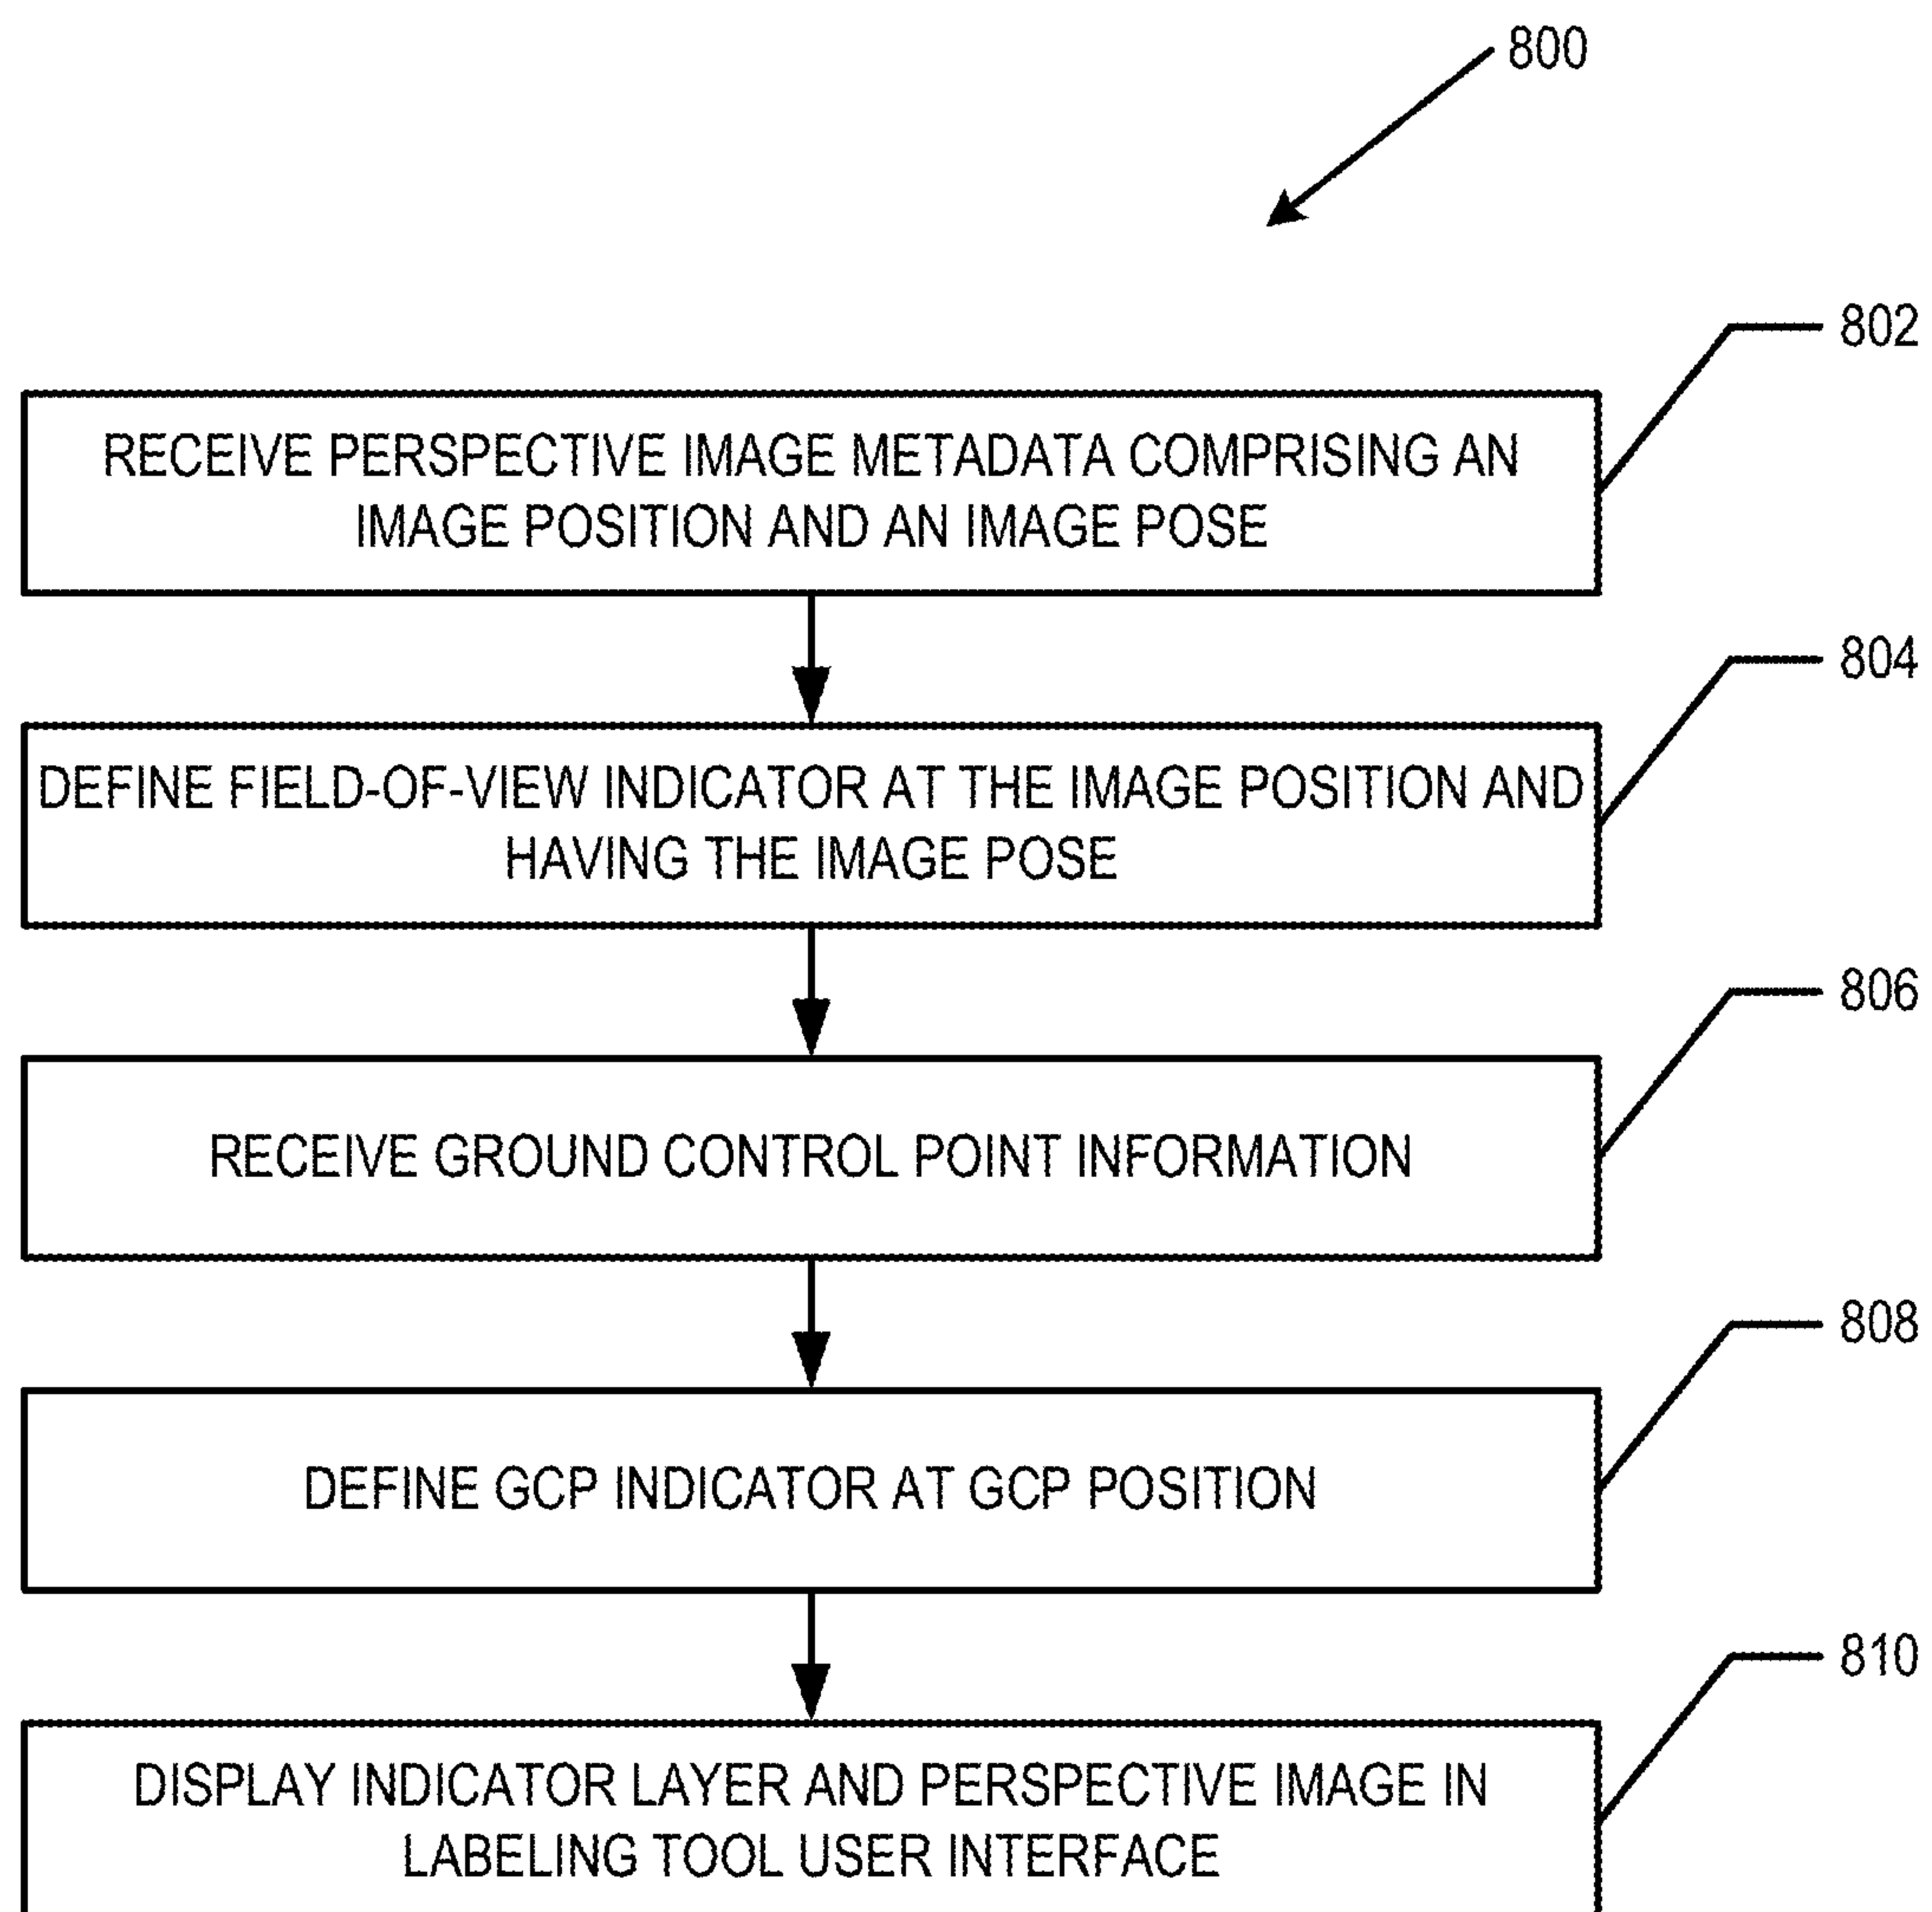 800
802
RECEIVE PERSPECTIVE IMAGE METADATA COMPRISING AN
IMAGE POSITION AND AN IMAGE POSE
804
DEFINE FIELD-OF-VIEW INDICATOR AT THE IMAGE POSITION AND
HAVING THE IMAGE POSE
806
RECEIVE GROUND CONTROL POINT INFORMATION
808
DEFINE GCP INDICATOR AT GCP POSITION
810
DISPLAY INDICATOR LAYER AND PERSPECTIVE IMAGE IN
LABELING TOOL USER INTERFACE